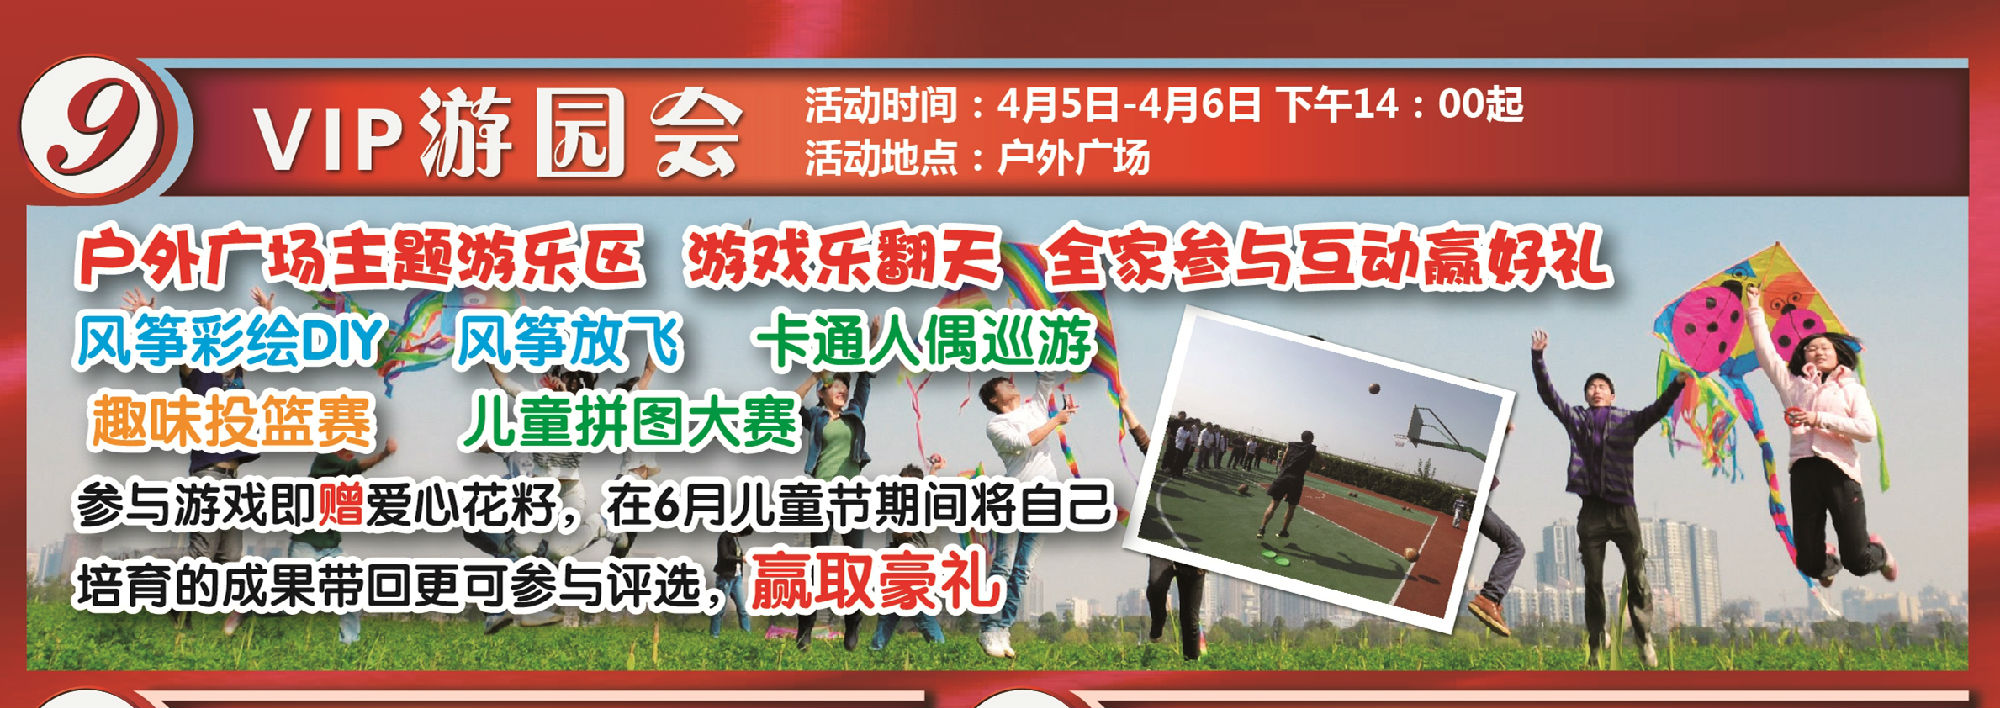 9
VIP游园会
活动时间：4月5日-4月6日 下午14：00起
活动地点：户外广场
户外广场主题游乐区 游戏乐翻天 全家参与互动赢好礼
风筝彩绘DIY 风筝放飞 卡通人偶巡游
趣味投篮赛 儿童拼图大赛
参与游戏即赠爱心花籽，在6月儿童节期间将自己
培育的成果带回更可参与评选，赢取豪礼